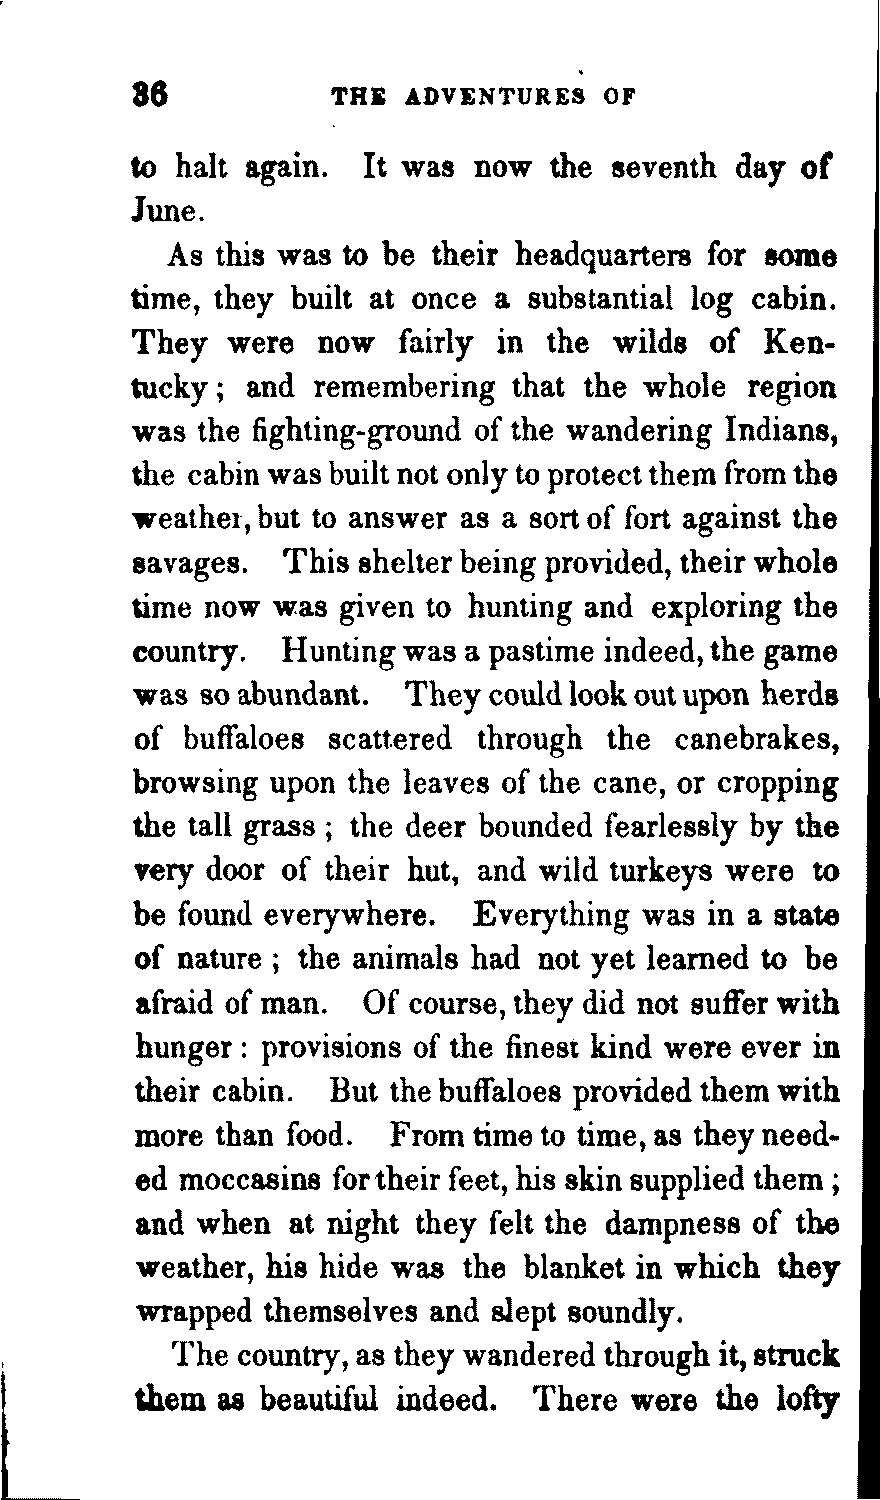 36 THE ADVENTURES OF
to halt again. It was now the seventh day of
June.
As this was to be their headquarters for some
time, they built at once a substantial log cabin.
They were now fairly in the wilds of Ken-
tucky; and remembering that the whole region
was the fighting-ground of the wandering Indians,
the cabin was built not only to protect them from the
weather, but to answer as a sort of fort against the
savages. This shelter being provided, their whole
time now was given to hunting and exploring the
country. Hunting was a pastime indeed, the game
was so abundant. They could look out upon herds
of buffaloes scattered through the canebrakes,
browsing upon the leaves of the cane, or cropping
the tall grass; the deer bounded fearlessly by the
very door of their hut, and wild turkeys were to
be found everywhere. Everything was in a state
of nature; the animals had not yet learned to be
afraid of man. Of course, they did not suffer with
hunger: provisions of the finest kind were ever in
their cabin. But the buffaloes provided them with
more than food. From time to time, as they need-
ed moccasins for their feet, his skin supplied them;
and when at night they felt the dampness of the
weather, his hide was the blanket in which they
wrapped themselves and slept soundly.
The country, as they wandered through it, struck
them as beautiful indeed. There were the lofty